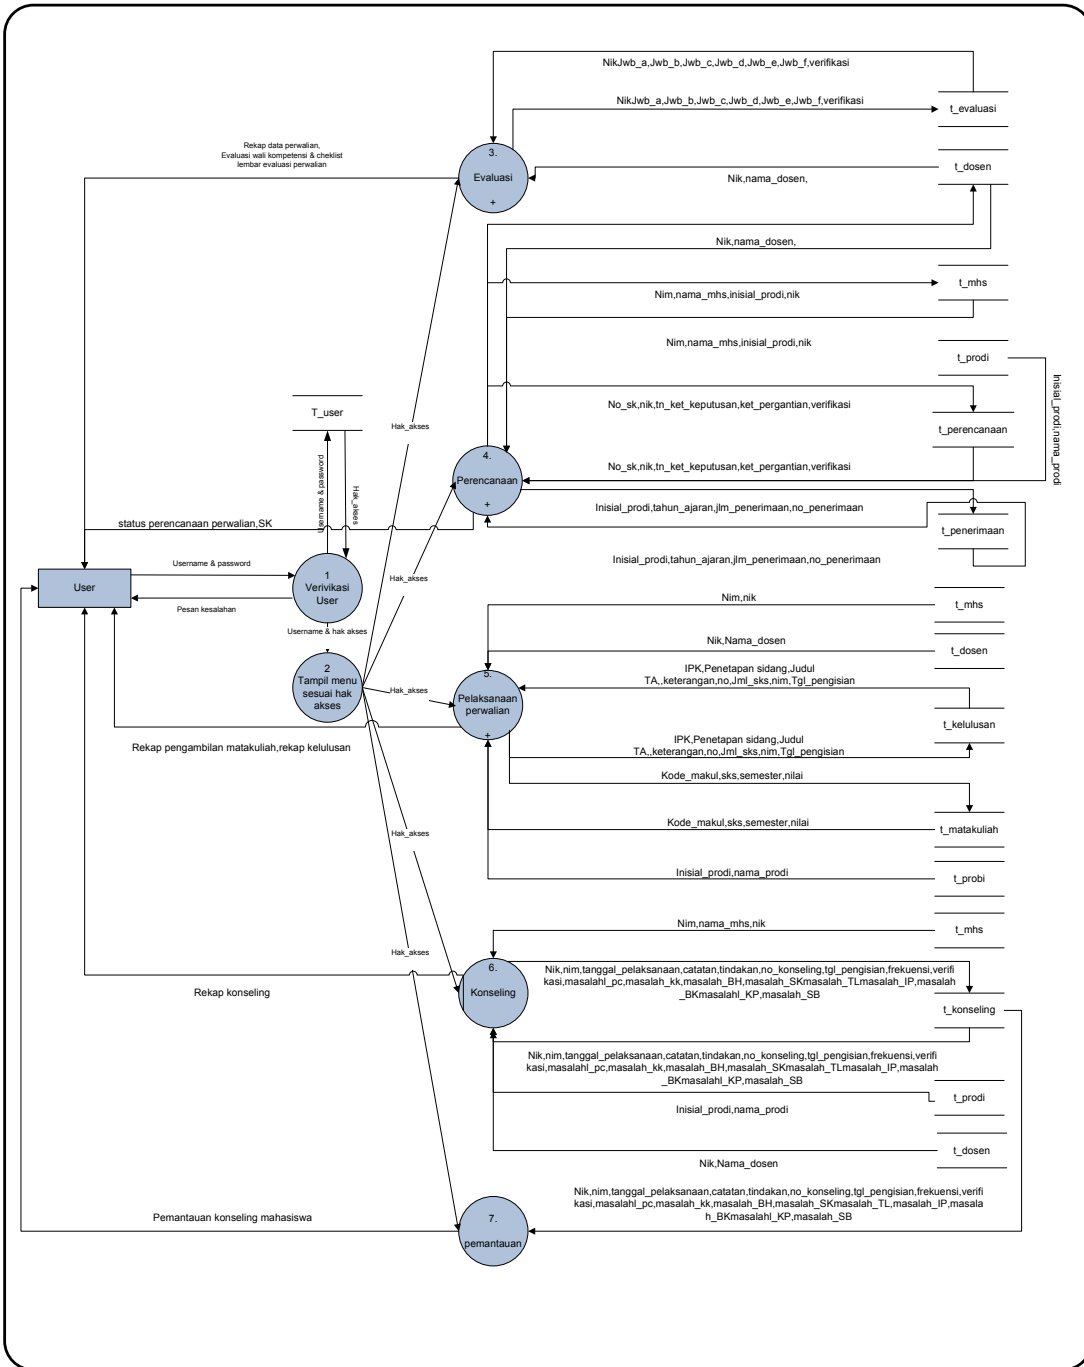 NikJwb_a,Jwb_b,Jwb_c,Jwb_d,Jwb_e,Jwb_f,verifikasi
NikJwb_a,Jwb_b,Jwb_c,Jwb_d,Jwb_e,Jwb_f,verifikasi
t_evaluasi
Rekap data perwalian,
Evaluasi wali kompetensi & cheklist
lembar evaluasi perwalian
3.
Evaluasi
+
t_dosen
Nik,nama_dosen,
Nik,nama_dosen,
t_mhs
Nim,nama_mhs,inisial_prodi,nik
Nim,nama_mhs,inisial_prodi,nik
t_prodi
Inisial_prodi,nama_prodi
No_sk,nik,tn_ket_keputusan,ket_pergantian,verifikasi
t_perencanaan
T_user
Hak_akses
Username & password
Hak_akses
4.
Perencanaan
+
No_sk,nik,tn_ket_keputusan,ket_pergantian,verifikasi
Inisial_prodi,tahun_ajaran,jlm_penerimaan,no_penerimaan
t_penerimaan
status perencanaan perwalian,SK
Inisial_prodi,tahun_ajaran,jlm_penerimaan,no_penerimaan
Username & password
User
Pesan kesalahan
1
Verivikasi
User
Hak_akses
Username & hak akses
2
Tampil menu
sesuai hak
akses
Nim,nik
t_mhs
Nik,Nama_dosen
t_dosen
Hak_akses
5.
Pelaksanaan
perwalian
+
IPK,Penetapan sidang,Judul
TA,,keterangan,no,Jml_sks,nim,Tgl_pengisian
t_kelulusan
IPK,Penetapan sidang,Judul
TA,,keterangan,no,Jml_sks,nim,Tgl_pengisian
Rekap pengambilan matakuliah,rekap kelulusan
Kode_makul,sks,semester,nilai
Kode_makul,sks,semester,nilai
t_matakuliah
Hak_akses
Inisial_prodi,nama_prodi
t_probi
Nim,nama_mhs,nik
t_mhs
Hak_akses
6.
Konseling
Rekap konseling
Nik,nim,tanggal_pelaksanaan,catatan,tindakan,no_konseling,tgl_pengisian,frekuensi,verifi
kasi,masalahl_pc,masalah_kk,masalah_BH,masalah_SKmasalah_TLmasalah_IP,masalah
_BKmasalahl_KP,masalah_SB
t_konseling
Nik,nim,tanggal_pelaksanaan,catatan,tindakan,no_konseling,tgl_pengisian,frekuensi,verifi
kasi,masalahl_pc,masalah_kk,masalah_BH,masalah_SKmasalah_TLmasalah_IP,masalah
_BKmasalahl_KP,masalah_SB
t_prodi
Inisial_prodi,nama_prodi
t_dosen
Nik,Nama_dosen
Nik,nim,tanggal_pelaksanaan,catatan,tindakan,no_konseling,tgl_pengisian,frekuensi,verifi
kasi,masalahl_pc,masalah_kk,masalah_BH,masalah_SKmasalah_TL,masalah_IP,masala
h_BKmasalahl_KP,masalah_SB
Pemantauan konseling mahasiswa
7.
pemantauan